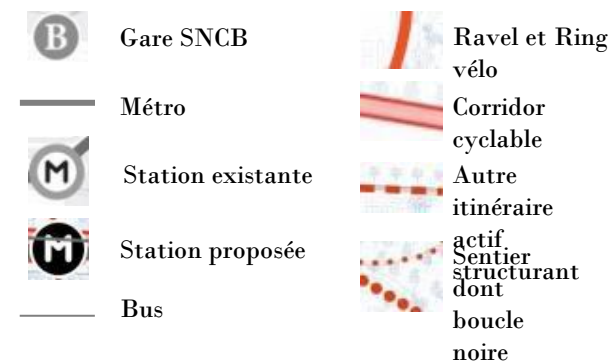 B
Gare SNCB
Métro
M
Station existante
M
Station proposée
Bus
Ravel et Ring
vélo
Corridor
cyclable
Autre
itinéraire
actif
structurant
Sentier
dont
boucle
noire